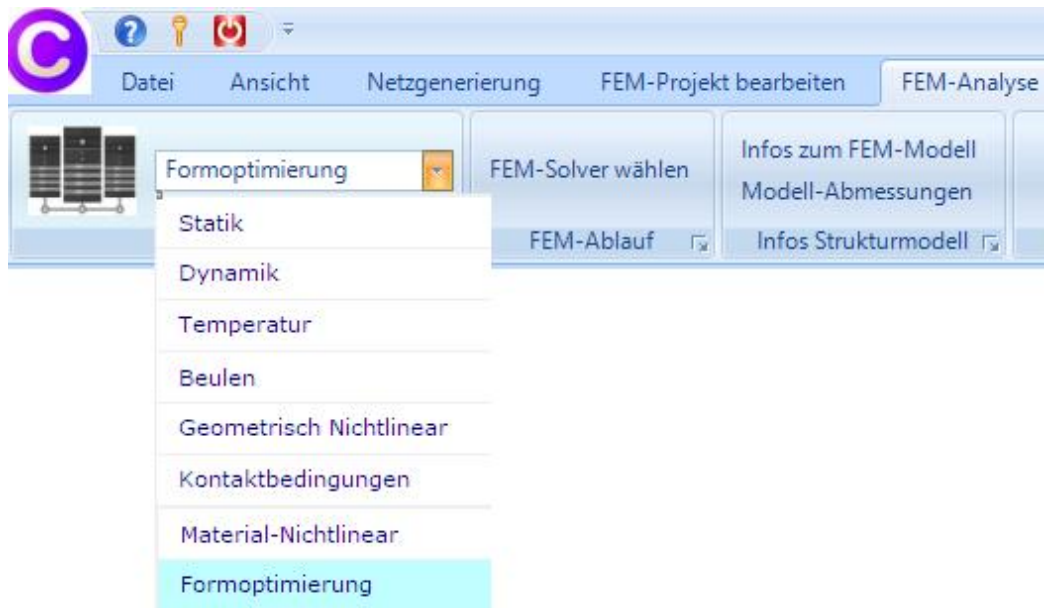 C ?
Datei Ansicht Netzgenerierung FEM-Projekt bearbeiten FEM-Analyse
Formoptimierung
FEM-Solver wählen
Infos zum FEM-Modell
Modell-Abmessungen
FEM-Ablauf
Infos Strukturmodell
Statik
Dynamik
Temperatur
Beulen
Geometrisch Nichtlinear
Kontaktbedingungen
Material-Nichtlinear
Formoptimierung